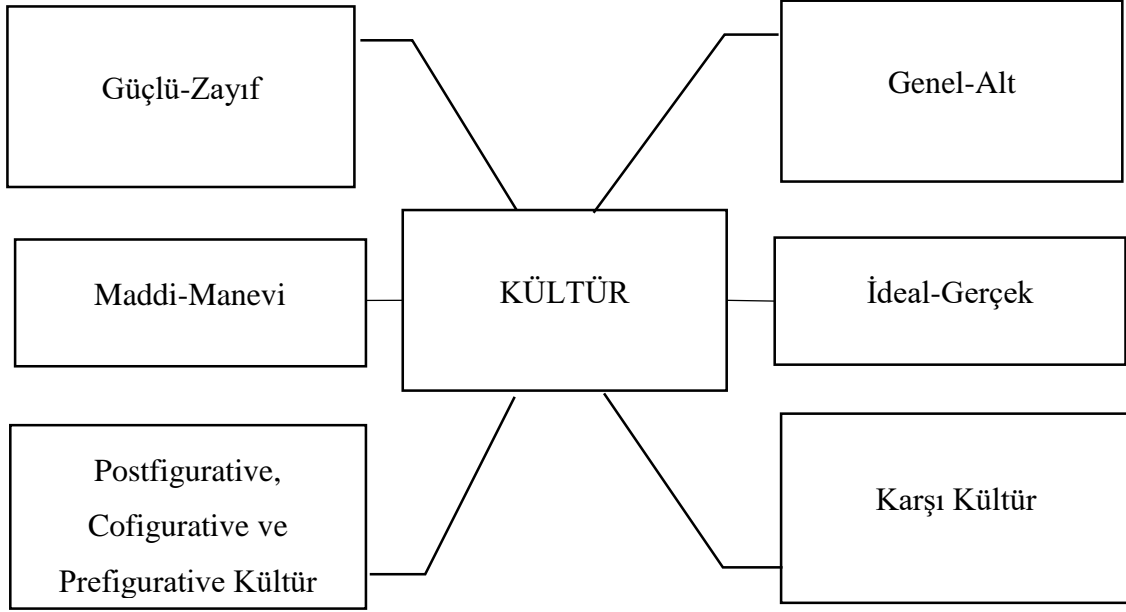 Güçlü-Zayıf
Genel-Alt
Maddi-Manevi
KÜLTÜR
İdeal-Gerçek
Postfigurative,
Cofigurative ve
Prefigurative Kültür
Karşı Kültür